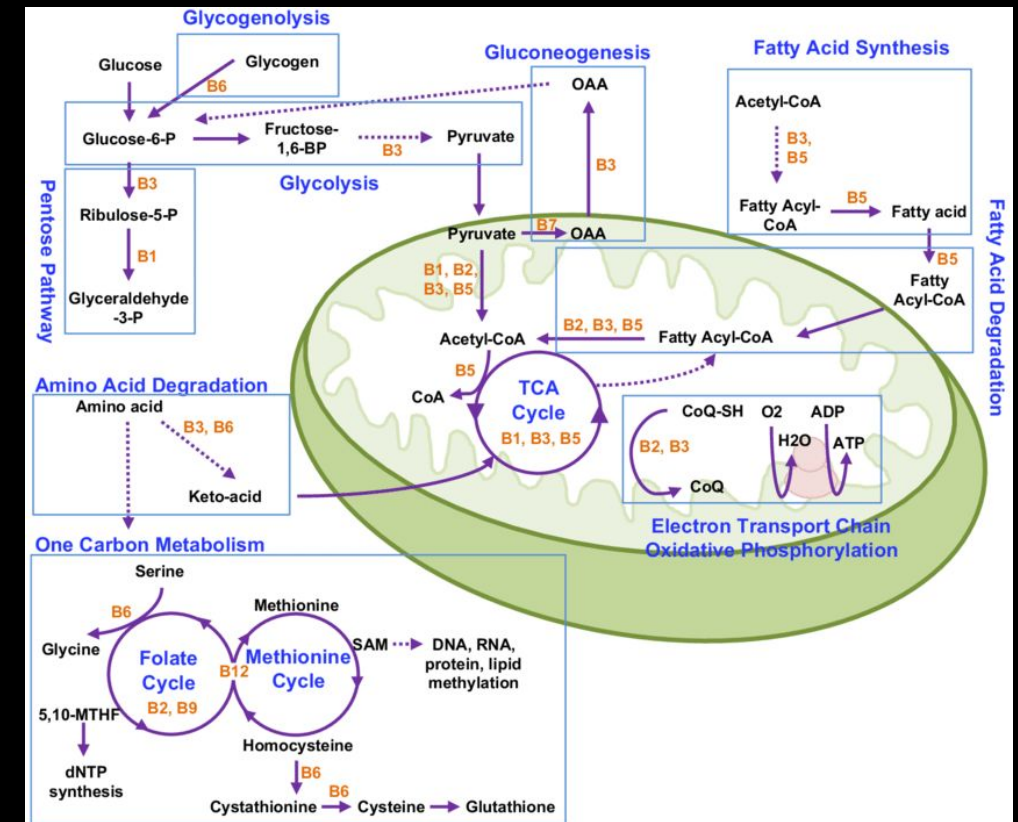 Glycogenolysis
Glucose
Glycogen
B6
Glucose-6-P
Fructose-
1,6-BP
B3
Pyruvate
Glycolysis
Gluconeogenesis
OAA
B3
Fatty Acid Synthesis
Acetyl-CoA
B3,
B5
Fatty Acyl-
CoA
B5
Fatty acid
Pentose Pathway
B3
Ribulose-5-P
B1
Glyceraldehyde
-3-P
Pyruvate
B7
OAA
B1, B2,
B3, B5
Acetyl-CoA
B2, B3, B5
Fatty Acyl-CoA
B5
Fatty
Acyl-CoA
Fatty Acid Degradation
B5
CoA
TCA
Cycle
B1, B3, B5
Amino Acid Degradation
Amino acid
B3, B6
Keto-acid
CoQ-SH
B2, B3
CoQ
O2
H2O
ADP
ATP
Electron Transport Chain
Oxidative Phosphorylation
One Carbon Metabolism
Serine
B6
Glycine
Folate
Cycle
B2, B9
5,10-MTHF
dNTP
synthesis
B12
Methionine
Methionine
Cycle
SAM
DNA, RNA,
protein, lipid
methylation
Homocysteine
B6
Cystathionine
B6
Cysteine
Glutathione